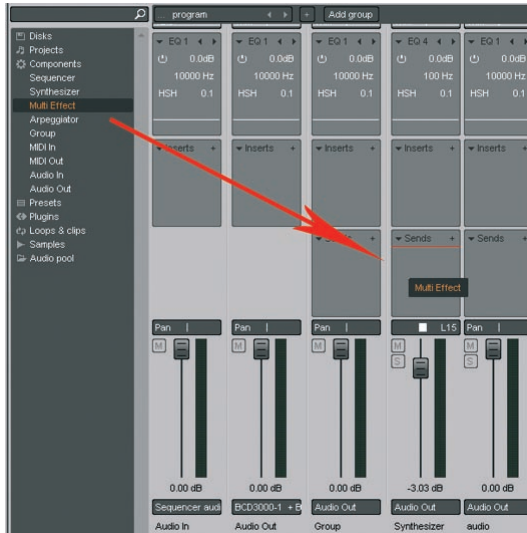 program
Add group
Disks
Projects
Components
Sequencer
Synthesizer
Multi Effect
Arpeggiator
Group
MIDI In
MIDI Out
Audio In
Audio Out
Presets
Plugins
Loops & clips
Samples
Audio pool
EQ 1 EQ 1 EQ 1 EQ 4 EQ 1
0.0dB 0.0dB 0.0dB 0.0dB 0.0dB
10000 Hz 10000 Hz 10000 Hz 100 Hz 10000 Hz
HSH 0.1 HSH 0.1 HSH 0.1 HSH 0.1 HSH 0.1
Inserts + Inserts + Inserts + Inserts + Inserts +
Sends + Sends + Sends +
Multi Effect
Pan Pan Pan L15 Pan
M M M M M
S S
0.00 dB 0.00 dB 0.00 dB -3.03 dB 0.00 dB
Sequencer audi BCD3000-1 + B Audio Out Audio Out Audio Out
Audio In Audio Out Group Synthesizer audio